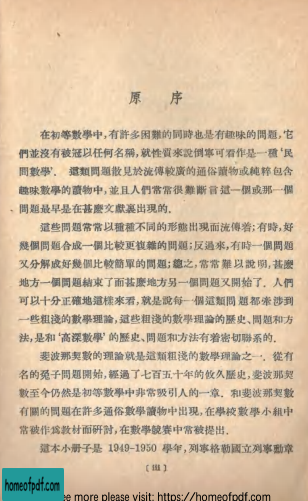 原 序
在初等數學中,有許多困難的同時也是有趣味的問題,它
們並沒有被冠以任何名稱,就性質來說倒寧可看作是一種‘民
間數學’. 這類問題散見於流傳較廣的通俗讀物或純粹包含
趣味數學的讀物中,並且人們常常很難斷言這一個或那一個
問題最早是在甚麽文獻裏出現的.
這些問題常常以種種不同的形態出現而流傳着;有時,好
幾個問題合成一個比較更複雜的問題;反過來,有時一個問題
又分解成好幾個比較簡單的問題;總之,常常難以說明,甚麽
地方一個問題結束了而甚麽地方另一個問題又開始了. 人們
可以十分正確地這樣來看,就是說每一個這類問題都牽涉到
一些粗淺的數學理論,這些粗淺的數學理論的歷史、問題和方
法,是和‘高深數學’的歷史、問題和方法有着密切聯系的.
斐波那契數的理論就是這類粗淺的數學理論之一. 從有
名的兔子問題開始,經過了七百五十年的攸久歷史,斐波那契
數至今仍然是初等數學中非常吸引人的一章. 和斐波那契數
有關的問題在許多通俗數學讀物中出現,在學校數學小組中
常被作爲敎材而研討,在數學競賽中常被提出.
這本小册子是 1949–1950 學年,列寧格勒國立列寧勳章
[ iii ]
homeofpdf.com
ee more please visit: https://homeofpdf.com